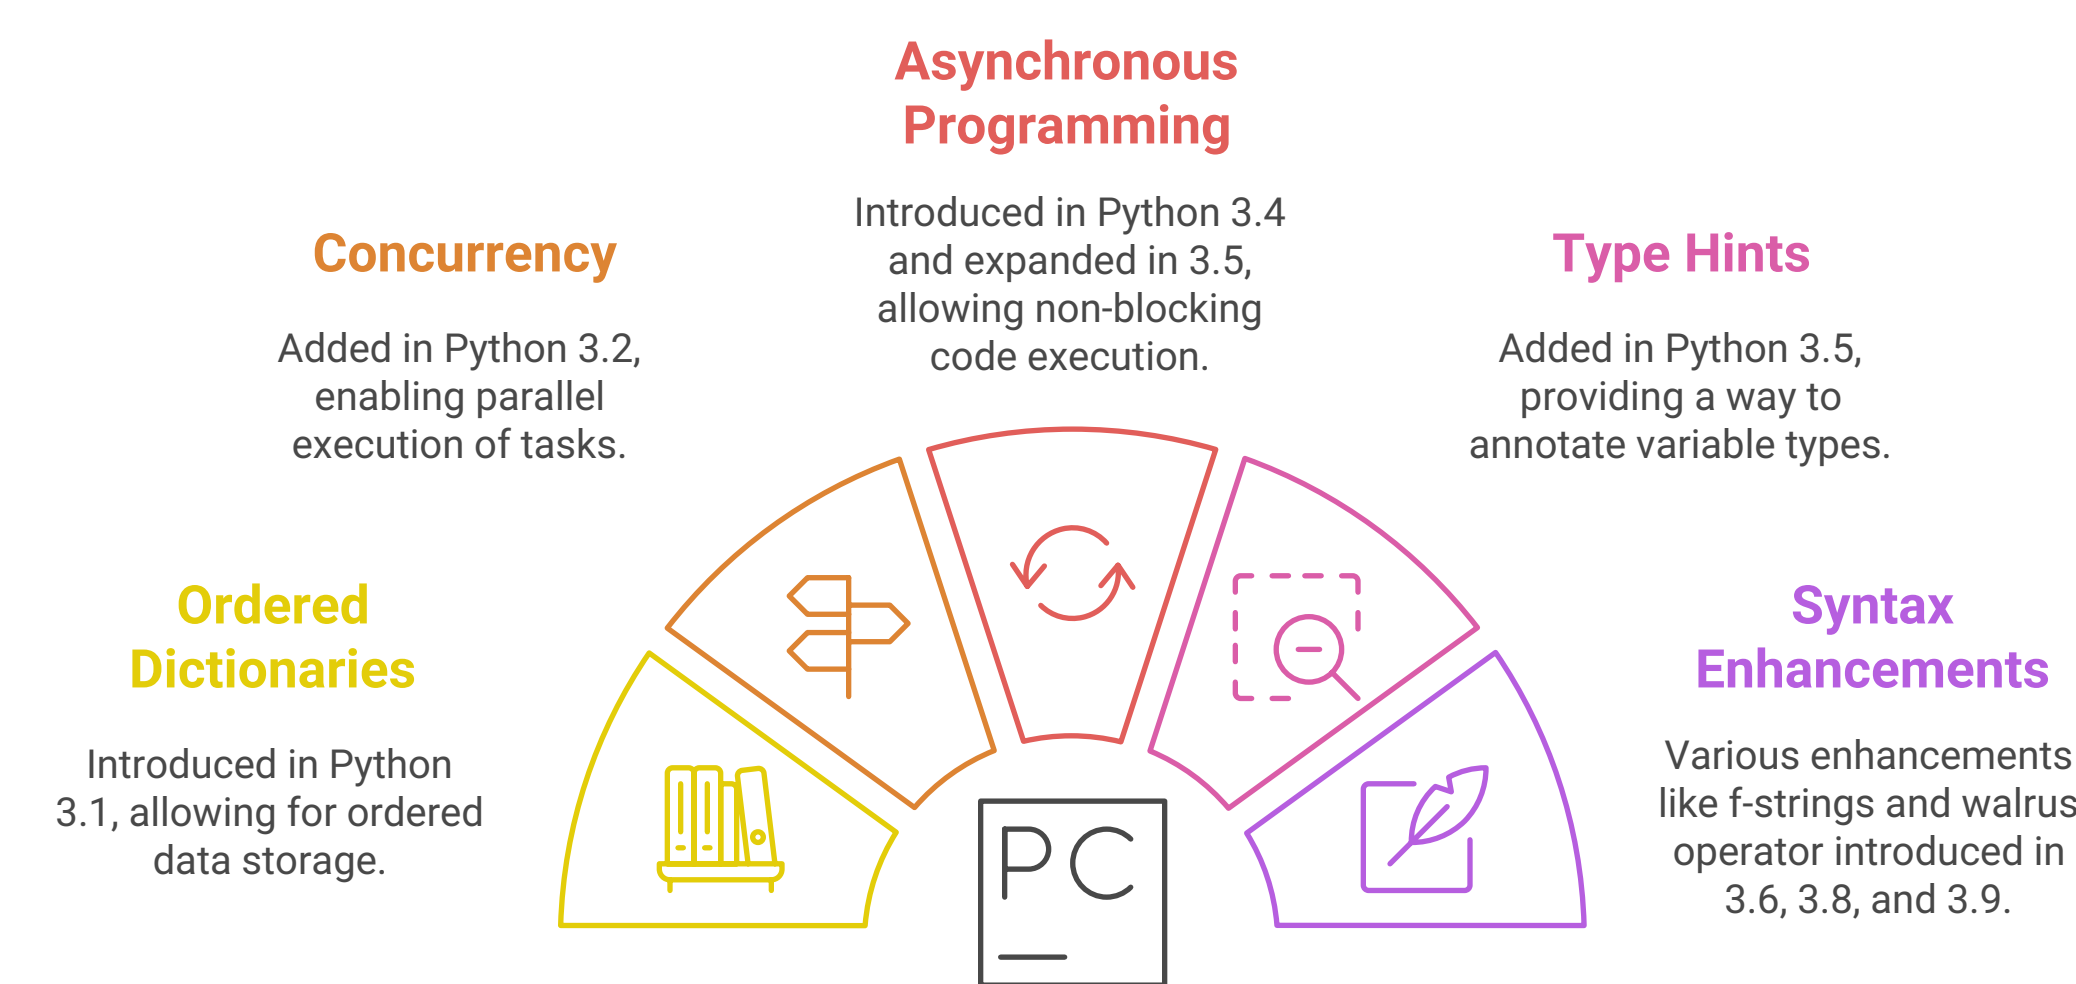 Asynchronous
Programming
Introduced in Python 3.4
and expanded in 3.5,
allowing non-blocking
code execution.
Concurrency
Added in Python 3.2,
enabling parallel
execution of tasks.
Type Hints
Added in Python 3.5,
providing a way to
annotate variable types.
Ordered
Dictionaries
Introduced in Python
3.1, allowing for ordered
data storage.
Syntax
Enhancements
Various enhancements
like f-strings and walrus
operator introduced in
3.6, 3.8, and 3.9.
PC